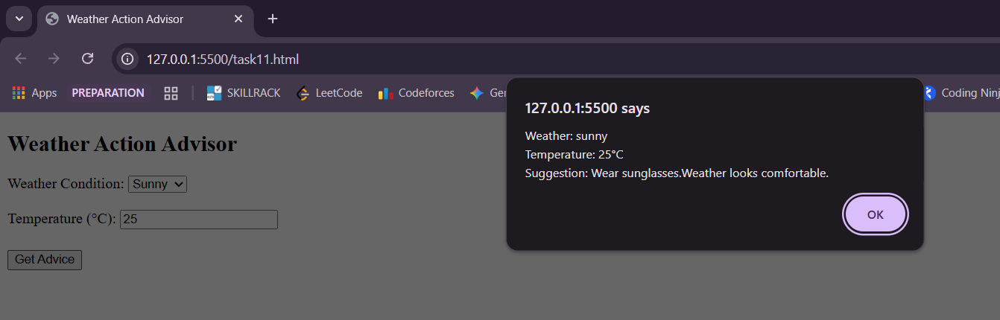 Weather Action Advisor
127.0.0.1:5500/task11.html
Apps PREPARATION SKILLRACK LeetCode Codeforces Ger Coding Ninj
127.0.0.1:5500 says
Weather: sunny
Temperature: 25°C
Suggestion: Wear sunglasses.Weather looks comfortable.
OK
Weather Action Advisor
Weather Condition: Sunny
Temperature (°C): 25
Get Advice